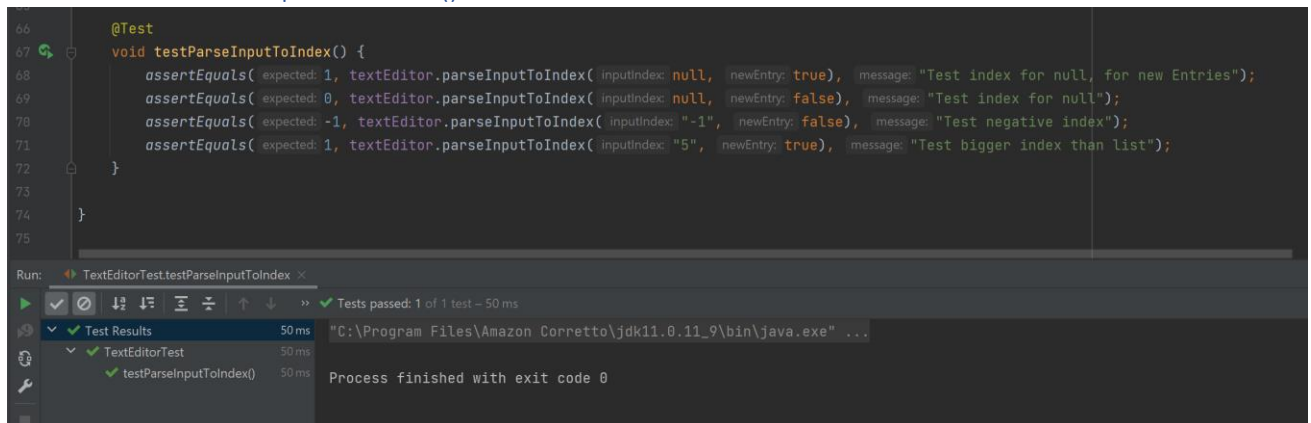 66 @Test
67 void testParseInputToIndex() {
68 assertEquals( expected: 1, textEditor.parseInputToIndex( inputIndex: null, newEntry: true), message: "Test index for null, for new Entries");
69 assertEquals( expected: 0, textEditor.parseInputToIndex( inputIndex: null, newEntry: false), message: "Test index for null");
70 assertEquals( expected: -1, textEditor.parseInputToIndex( inputIndex: "-1", newEntry: false), message: "Test negative index");
71 assertEquals( expected: 1, textEditor.parseInputToIndex( inputIndex: "5", newEntry: true), message: "Test bigger index than list");
72 }
73
74 }
75
Run: TextEditorTest.testParseInputToIndex ×
» Tests passed: 1 of 1 test – 50 ms
Test Results 50 ms "C:\Program Files\Amazon Corretto\jdk11.0.11_9\bin\java.exe" ...
TextEditorTest 50 ms
testParseInputToIndex() 50 ms Process finished with exit code 0